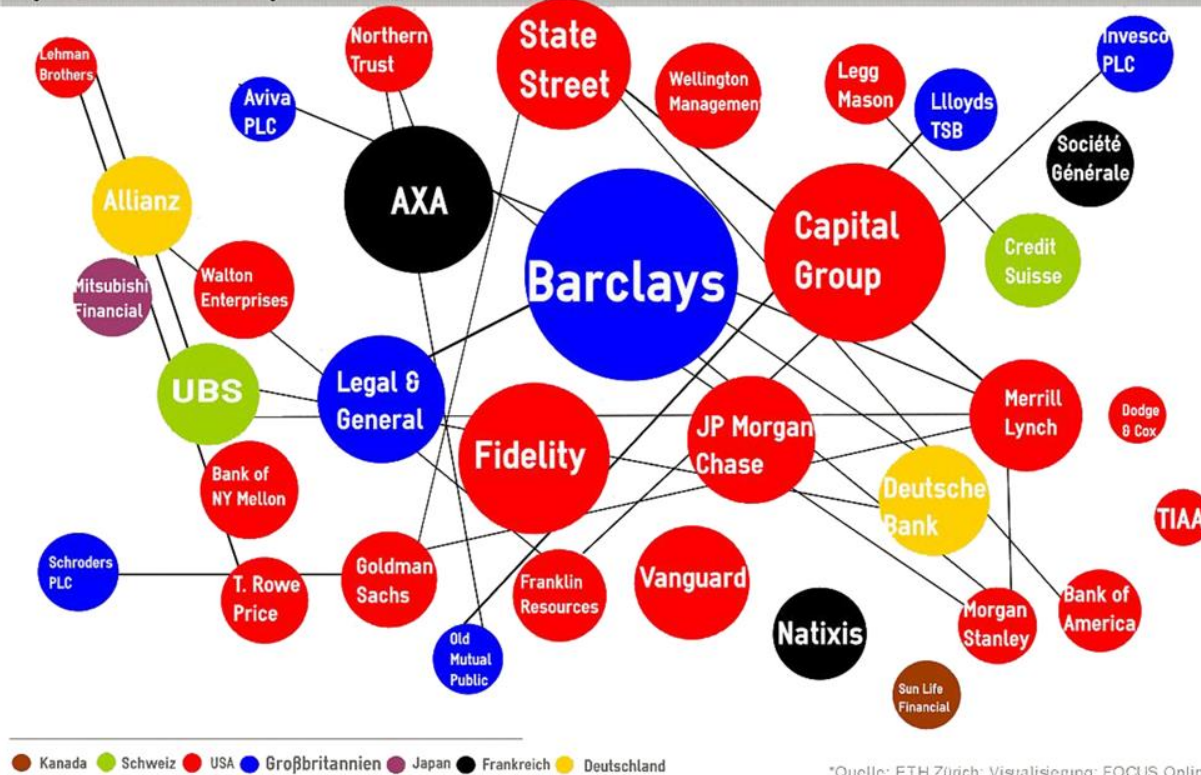 Lehman
Brothers
Northern
Trust
State
Street
Wellington
Managemen
Legg
Mason
Llloyds
TSB
Invesco
PLC
Aviva
PLC
Société
Générale
Allianz
AXA
Barclays
Capital
Group
Credit
Suisse
Mitsubishi
Financial
Walton
Enterprises
UBS
Legal &
General
Fidelity
JP Morgan
Chase
Merrill
Lynch
Dodge
& Cox
Bank of
NY Mellon
Deutsche
Bank
TIAA
Schroders
PLC
T. Rowe
Price
Goldman
Sachs
Franklin
Resources
Vanguard
Old
Mutual
Public
Natixis
Morgan
Stanley
Bank of
America
Sun Life
Financial
Kanada Schweiz USA Großbritannien Japan Frankreich Deutschland
*Quelle: ETH Zürich; Visualisierung: FOCUS Onlin